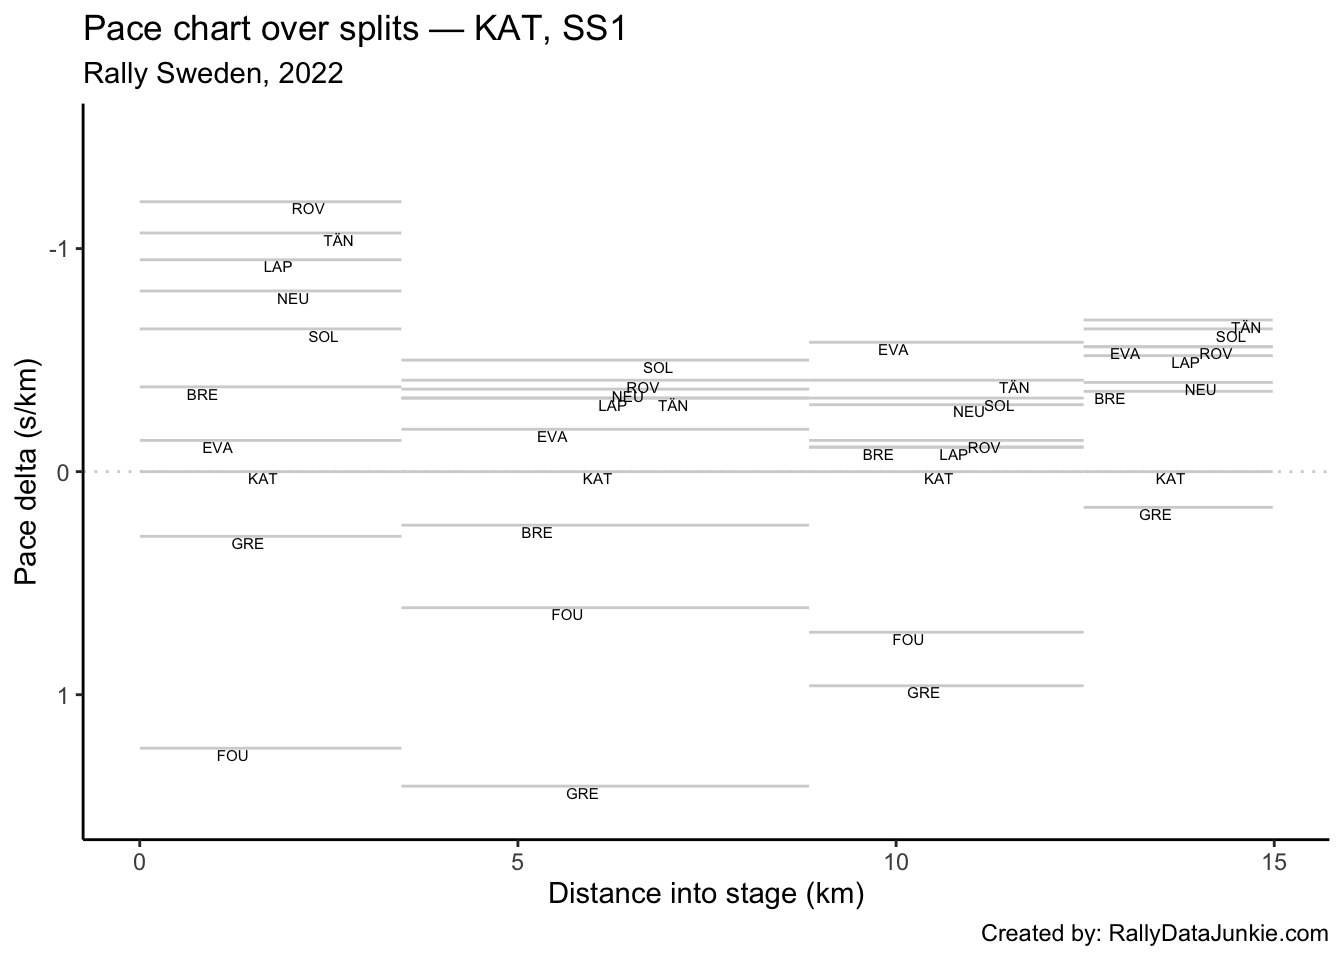 Pace chart over splits — KAT, SS1
Rally Sweden, 2022
ROV
TÄN
LAP
NEU
SOL
BRE
EVA
KAT
GRE
FOU
SOL
ROV
NEU
LAP TÄN
EVA
KAT
BRE
FOU
GRE
EVA
TÄN
NEU SOL
ROV
BRE LAP
KAT
FOU
GRE
TÄN
SOL
EVA ROV
LAP
NEU
BRE
KAT
GRE
-1
0
1
Pace delta (s/km)
0 5 10 15
Distance into stage (km)
Created by: RallyDataJunkie.com